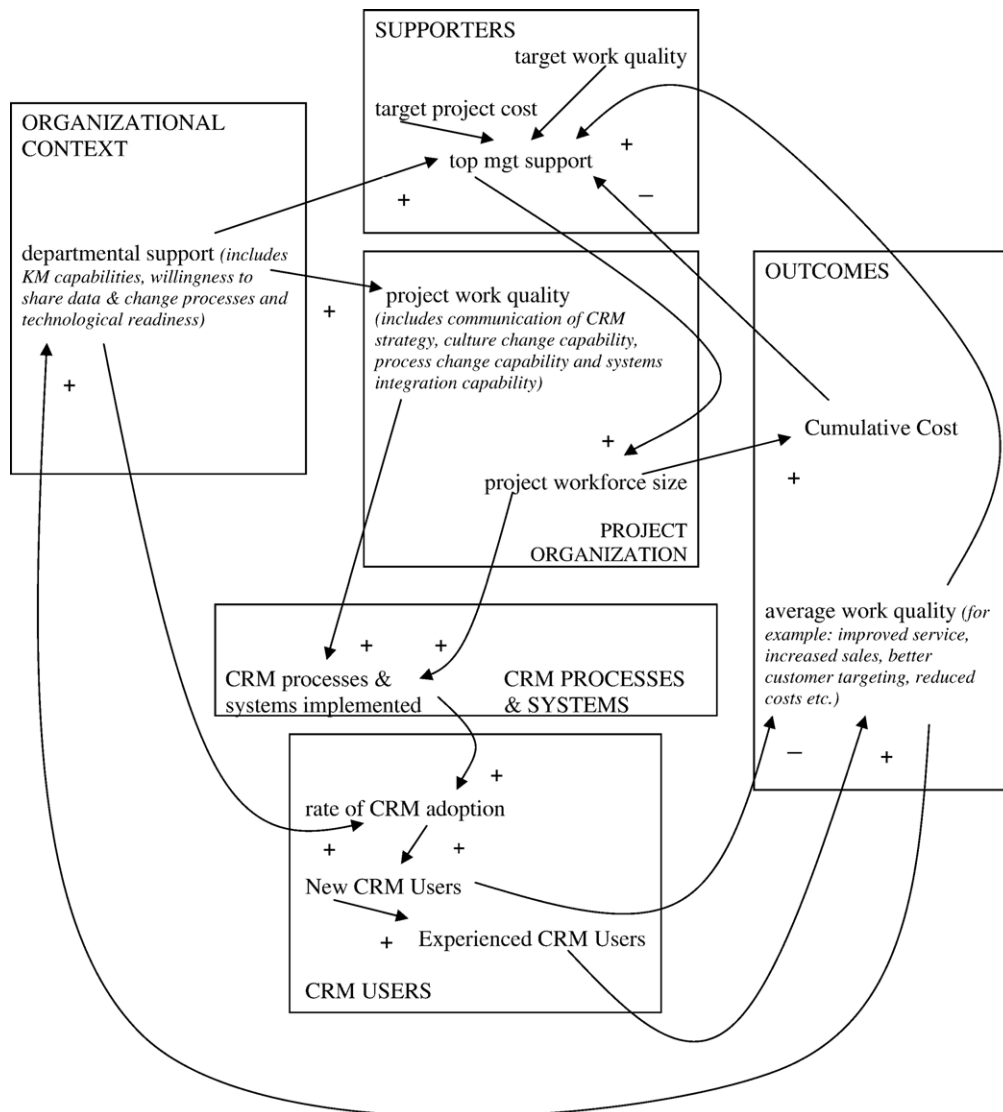 SUPPORTERS
target work quality
target project cost
+
top mgt support
+
−
ORGANIZATIONAL
CONTEXT
departmental support (includes
KM capabilities, willingness to
share data & change processes and
technological readiness)
+
+
project work quality
(includes communication of CRM
strategy, culture change capability,
process change capability and systems
integration capability)
+
project workforce size
PROJECT
ORGANIZATION
OUTCOMES
Cumulative Cost
+
average work quality (for
example: improved service,
increased sales, better
customer targeting, reduced
costs etc.)
−
+
+
+
CRM processes &
systems implemented
CRM PROCESSES
& SYSTEMS
+
rate of CRM adoption
+
+
New CRM Users
+
Experienced CRM Users
CRM USERS